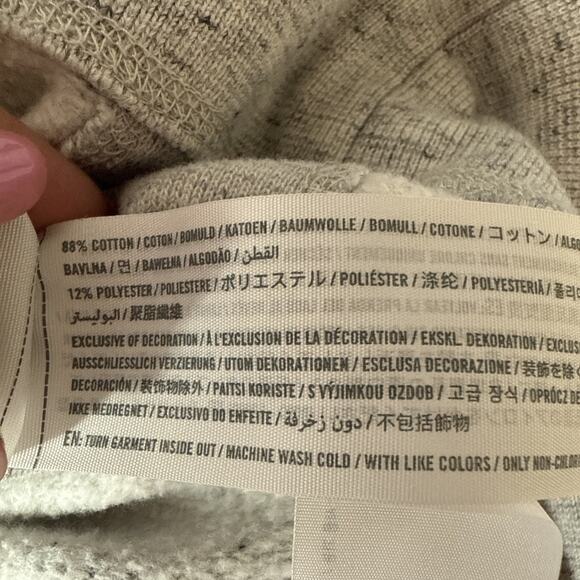 88% COTTON / COTON / BOMULD / KATOEN / BAUMWOLLE / BOMULL / COTONE / コットン / ALGO
BAVLNA / 면 / BAWEŁNA / ALGODÃO / القطن
12% POLYESTER / POLIESTERE / ポリエステル / POLIÉSTER / 涤纶 / POLYESTERIÄ / 폴리
البوليستر / 聚脂纖維
EXCLUSIVE OF DECORATION / À L'EXCLUSION DE LA DÉCORATION / EKSKL. DEKORATION / EXCLUS
AUSSCHLIESSLICH VERZIERUNG / UTOM DEKORATIONEN / ESCLUSA DECORAZIONE / 装飾を除く
DECORACIÓN / 装饰物除外 / PAITSI KORISTE / S VÝJIMKOU OZDOB / 고급 장식 / OPRÓCZ DE
IKKE MEDREGNET / EXCLUSIVO DO ENFEITE / دون زخرفة / 不包括飾物
EN: TURN GARMENT INSIDE OUT / MACHINE WASH COLD / WITH LIKE COLORS / ONLY NON-CHLOR